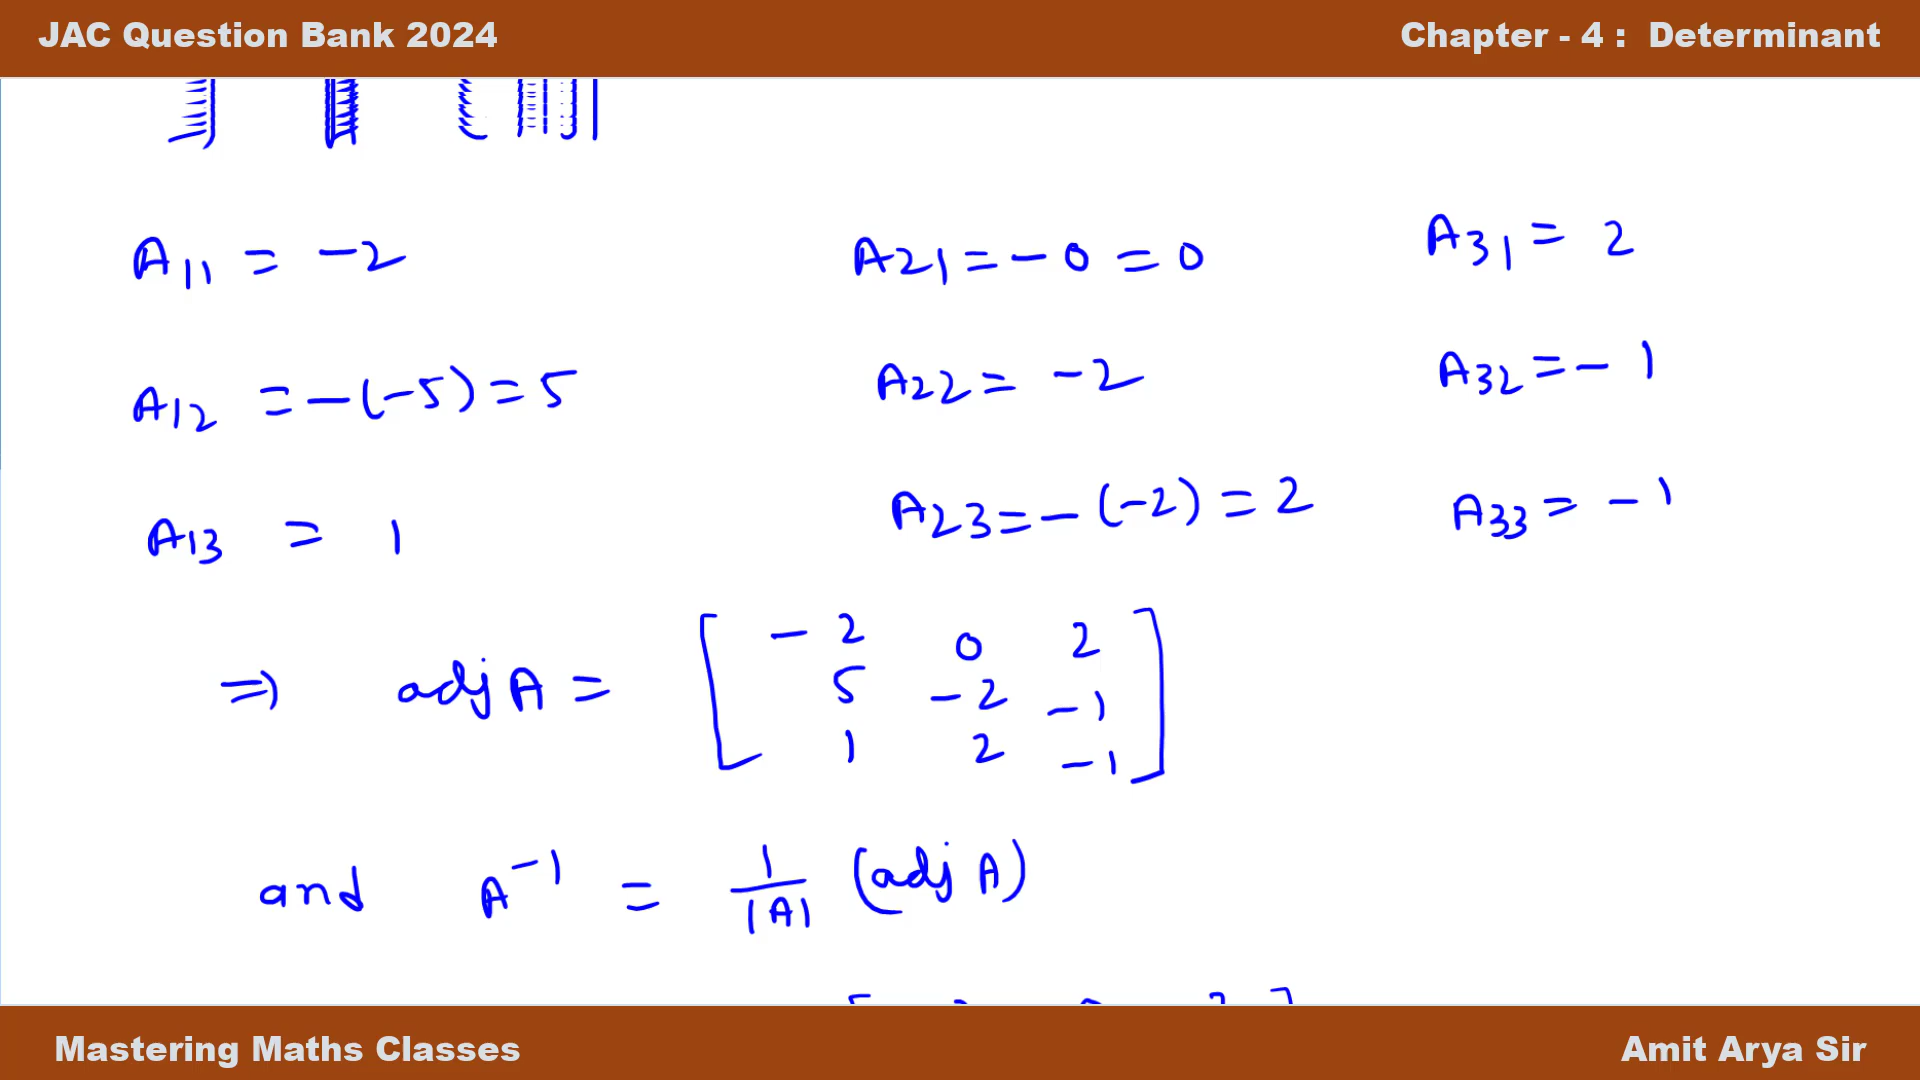 JAC Question Bank 2024
Chapter - 4 : Determinant
A11 = -2
A21 = - 0 = 0
A31 = 2
A12 = -(-5) = 5
A22 = -2
A32 = - 1
A13 = 1
A23 = - (-2) = 2
A33 = - 1
⇒ adj A = [ -2 0 2
5 -2 -1
1 2 -1 ]
and A⁻¹ = 1/|A| (adj A)
Mastering Maths Classes
Amit Arya Sir